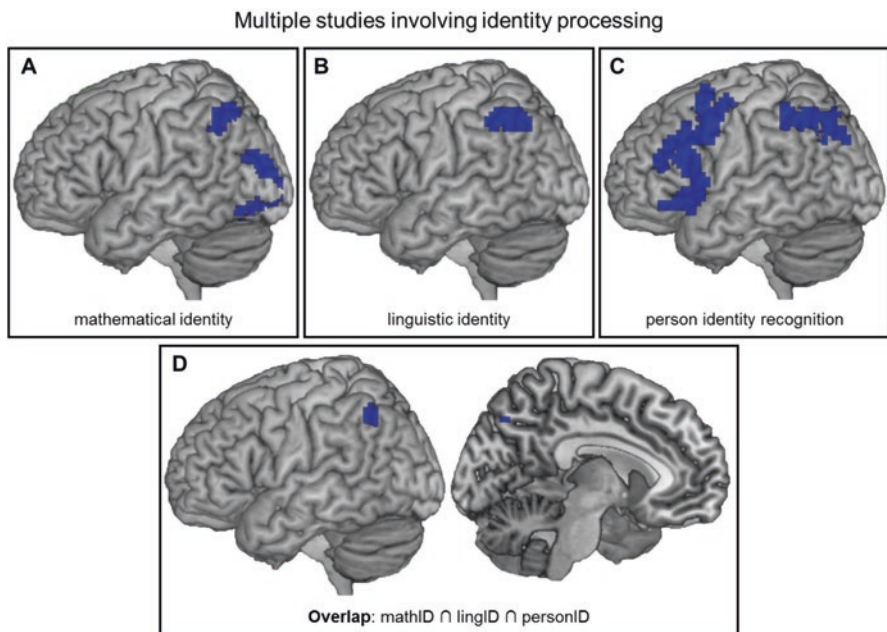 Multiple studies involving identity processing
A
B
C
mathematical identity
linguistic identity
person identity recognition
D
Overlap: mathID ∩ lingID ∩ personID